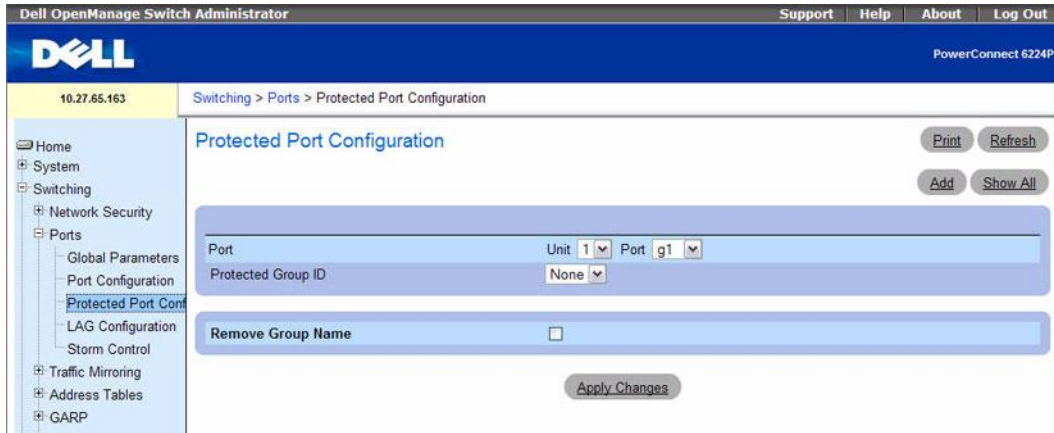 Dell OpenManage Switch Administrator
Support Help About Log Out
DELL
PowerConnect 6224P
10.27.65.163
Switching > Ports > Protected Port Configuration
Home
System
Switching
Network Security
Ports
Global Parameters
Port Configuration
Protected Port Conf
LAG Configuration
Storm Control
Traffic Mirroring
Address Tables
GARP
Protected Port Configuration
Print Refresh
Add Show All
Port Unit 1 Port g1
Protected Group ID None
Remove Group Name
Apply Changes